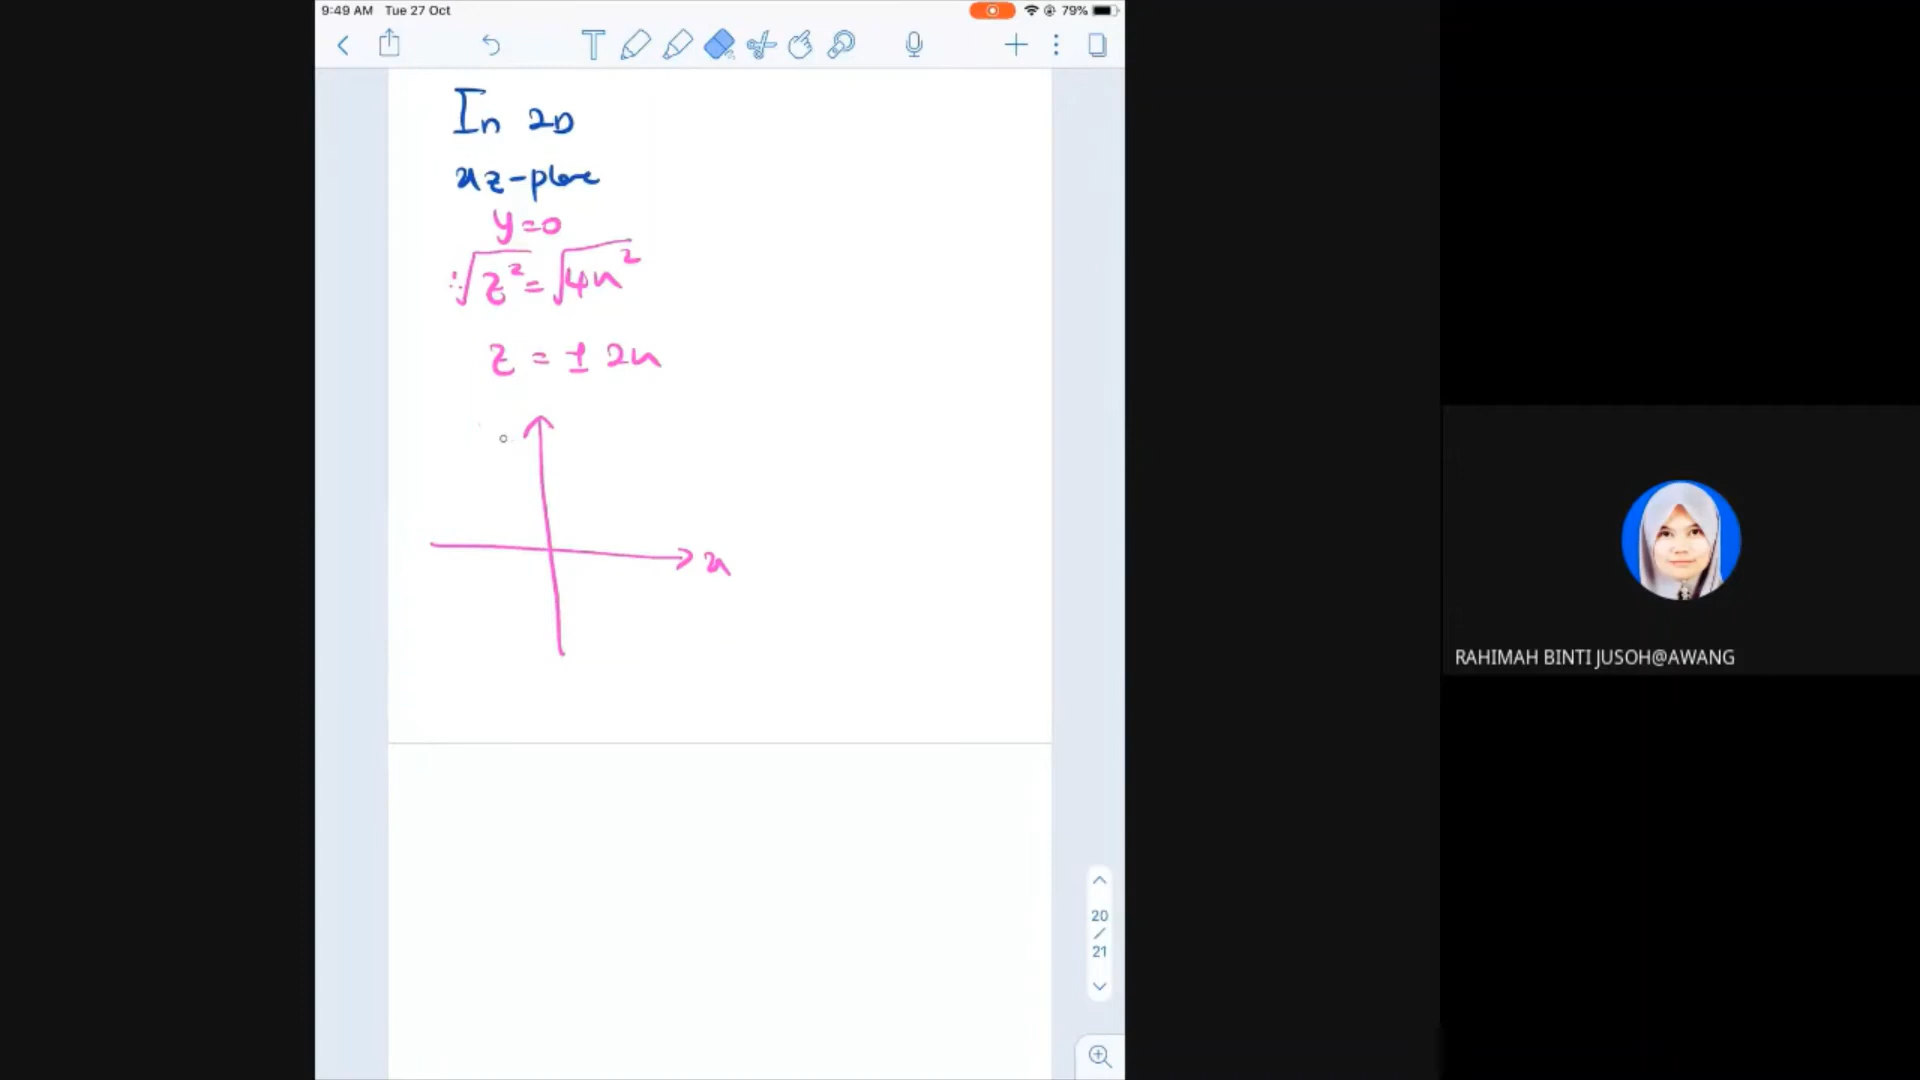 9:49 AM Tue 27 Oct
79%
In 2D
xz-plane
y=0
∴√z² = √4x²
z = ± 2x
x
20
/
21
RAHIMAH BINTI JUSOH@AWANG